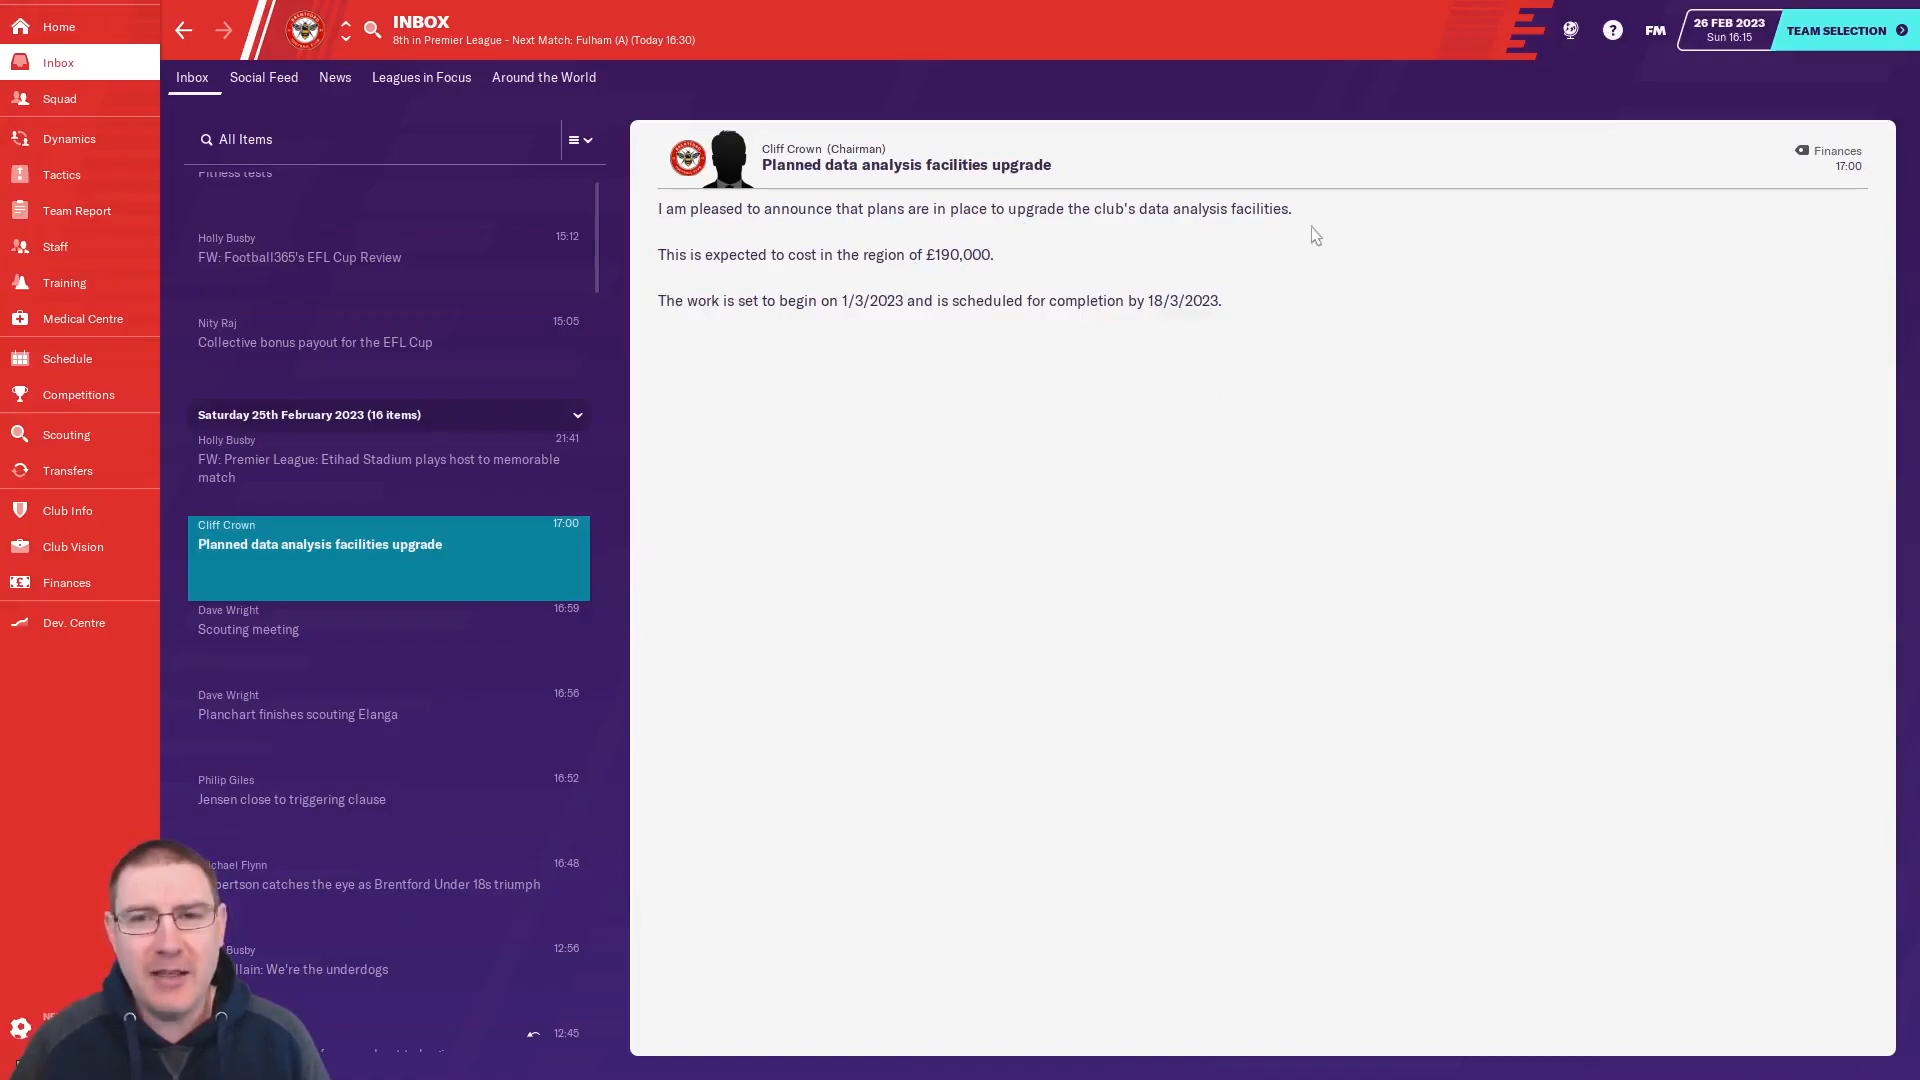 Home
Inbox
Squad
Dynamics
Tactics
Team Report
Staff
Training
Medical Centre
Schedule
Competitions
Scouting
Transfers
Club Info
Club Vision
Finances
Dev. Centre
INBOX
8th in Premier League - Next Match: Fulham (A) (Today 16:30)
FM
26 FEB 2023
Sun 16:15
TEAM SELECTION
Inbox Social Feed News Leagues in Focus Around the World
All Items
Fitness tests
Holly Busby 15:12
FW: Football365's EFL Cup Review
Nity Raj 15:05
Collective bonus payout for the EFL Cup
Saturday 25th February 2023 (16 items)
Holly Busby 21:41
FW: Premier League: Etihad Stadium plays host to memorable
match
Cliff Crown 17:00
Planned data analysis facilities upgrade
Dave Wright 16:59
Scouting meeting
Dave Wright 16:56
Planchart finishes scouting Elanga
Philip Giles 16:52
Jensen close to triggering clause
Flynn 16:48
catches the eye as Brentford Under 18s triumph
Busby 12:56
We're the underdogs
12:45
Cliff Crown (Chairman)
Planned data analysis facilities upgrade
Finances
17:00
I am pleased to announce that plans are in place to upgrade the club's data analysis facilities.
This is expected to cost in the region of £190,000.
The work is set to begin on 1/3/2023 and is scheduled for completion by 18/3/2023.